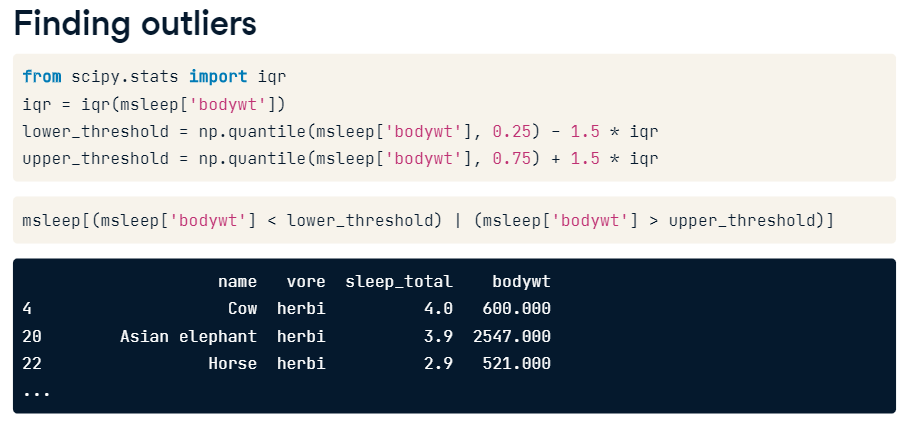 Finding outliers
from scipy.stats import iqr
iqr = iqr(msleep['bodywt'])
lower_threshold = np.quantile(msleep['bodywt'], 0.25) - 1.5 * iqr
upper_threshold = np.quantile(msleep['bodywt'], 0.75) + 1.5 * iqr
msleep[(msleep['bodywt'] < lower_threshold) | (msleep['bodywt'] > upper_threshold)]
name vore sleep_total bodywt
4 Cow herbi 4.0 600.000
20 Asian elephant herbi 3.9 2547.000
22 Horse herbi 2.9 521.000
...